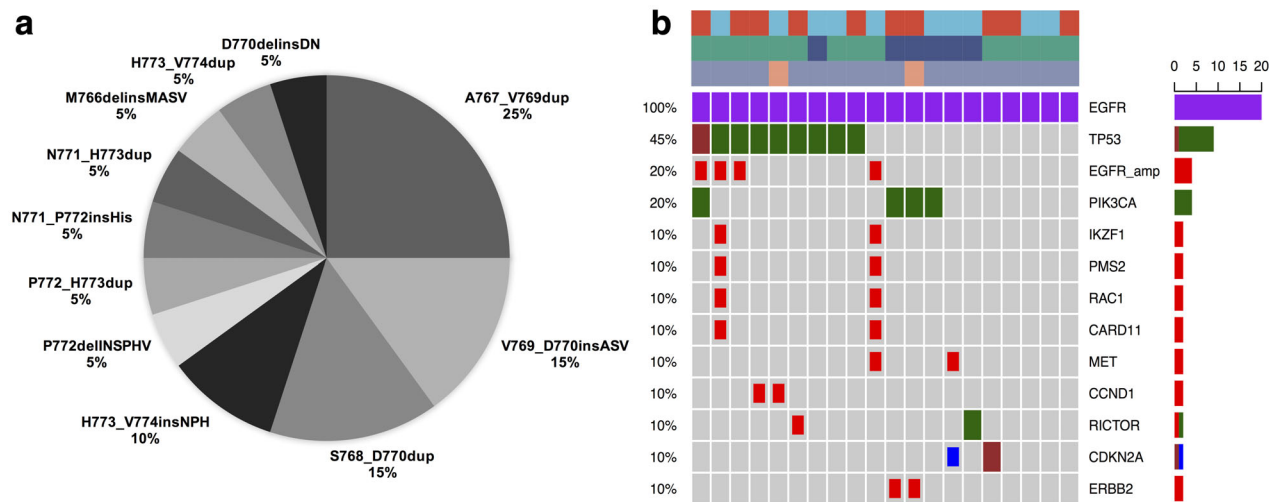 a
D770delinsDN
5%
H773_V774dup
5%
M766delinsMASV
5%
N771_H773dup
5%
N771_P772insHis
5%
P772_H773dup
5%
P772dellNSPHV
5%
H773_V774insNPH
10%
S768_D770dup
15%
V769_D770insASV
15%
A767_V769dup
25%
b
0 5 10 15 20
100% EGFR
45% TP53
20% EGFR_amp
20% PIK3CA
10% IKZF1
10% PMS2
10% RAC1
10% CARD11
10% MET
10% CCND1
10% RICTOR
10% CDKN2A
10% ERBB2